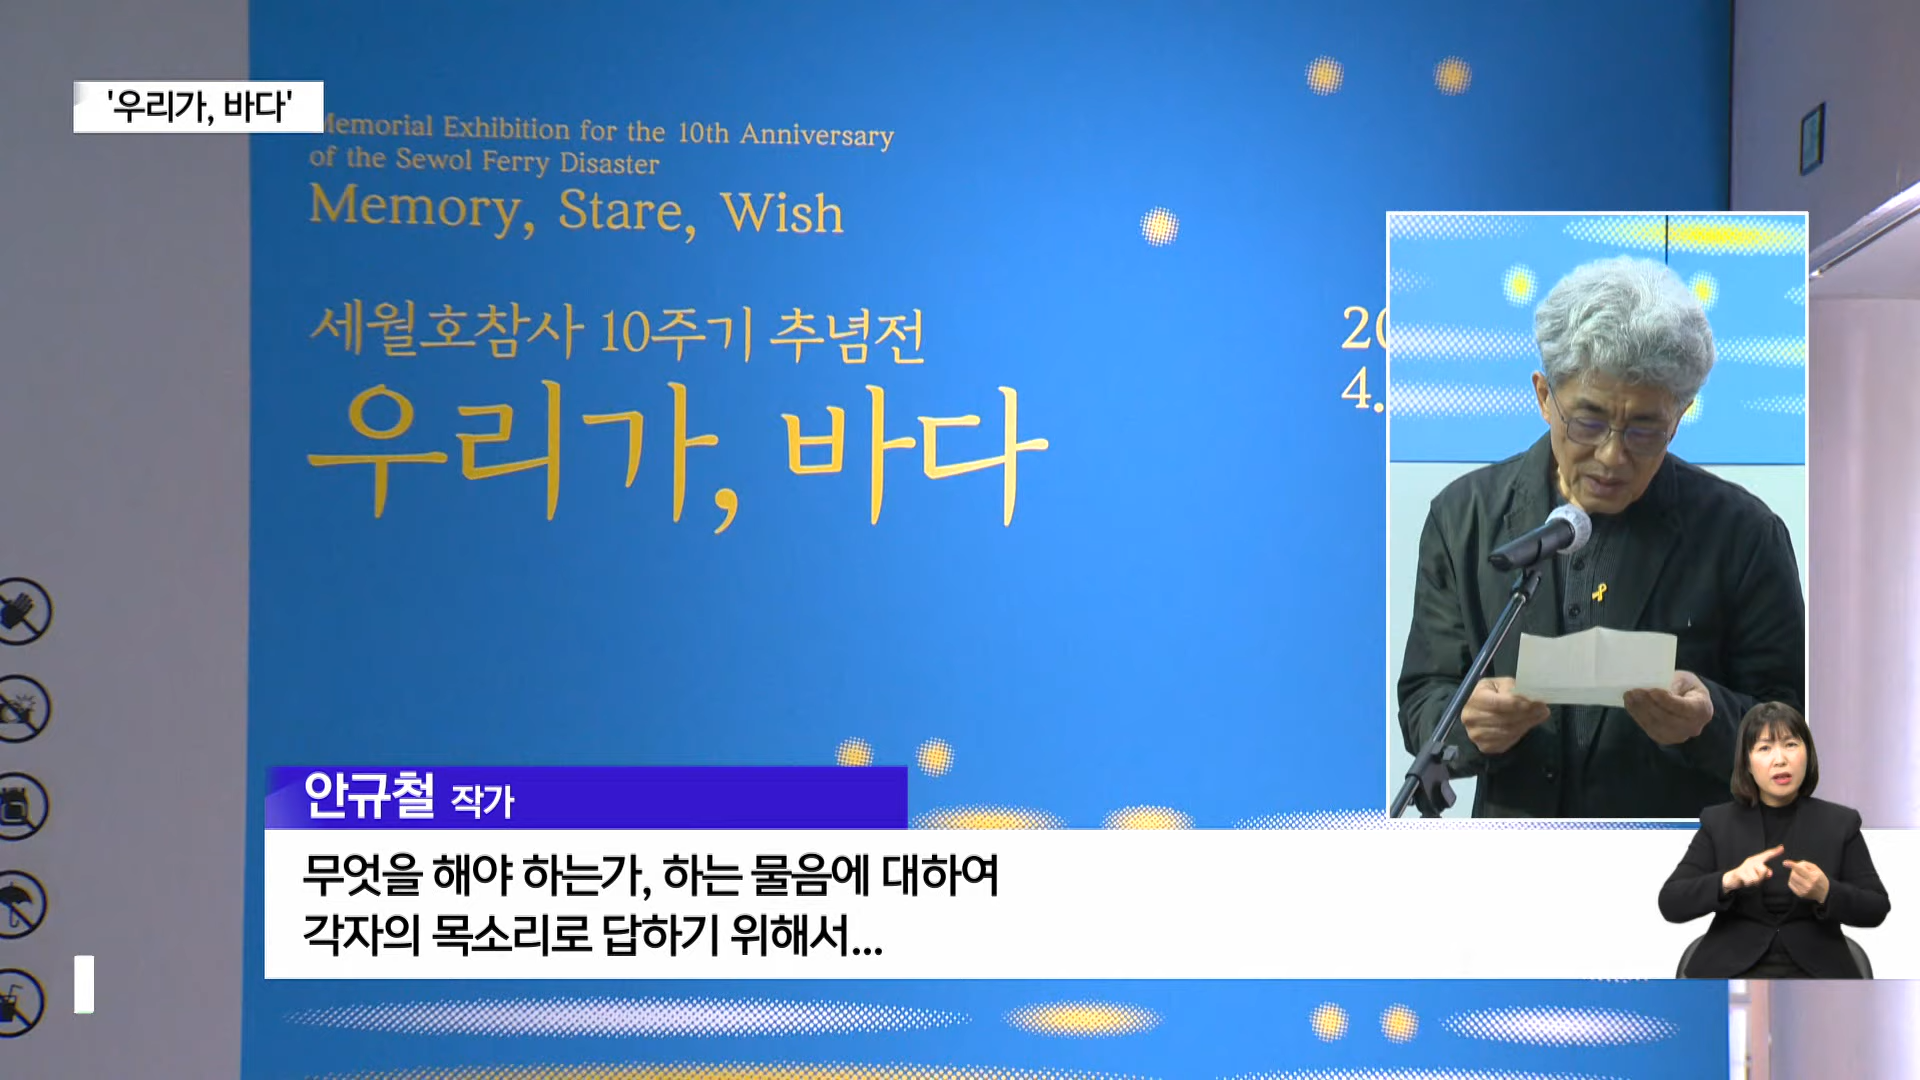 '우리가, 바다'
Memorial Exhibition for the 10th Anniversary
of the Sewol Ferry Disaster
Memory, Stare, Wish
세월호참사 10주기 추념전
우리가, 바다
20
4.
안규철 작가
무엇을 해야 하는가, 하는 물음에 대하여
각자의 목소리로 답하기 위해서...